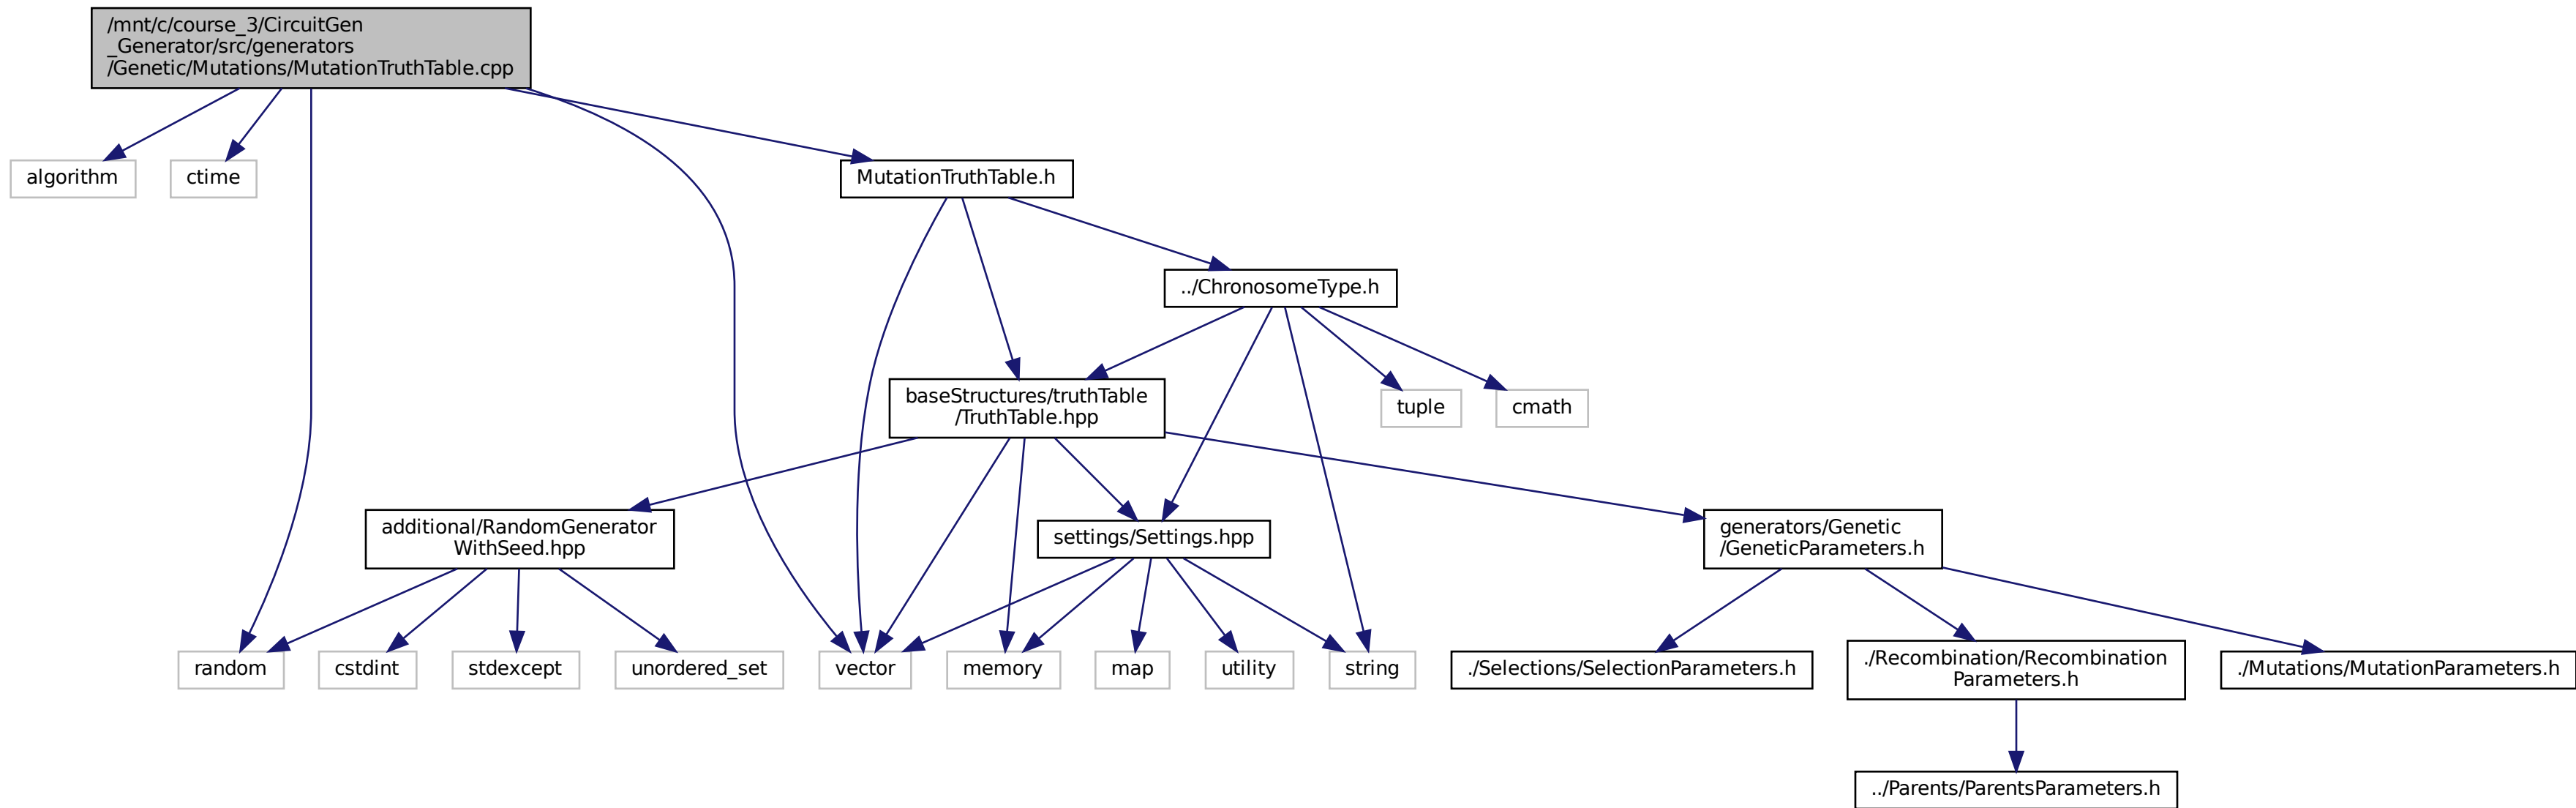 /mnt/c/course_3/CircuitGen
_Generator/src/generators
/Genetic/Mutations/MutationTruthTable.cpp
algorithm
ctime
MutationTruthTable.h
../ChronosomeType.h
baseStructures/truthTable
/TruthTable.hpp
tuple
cmath
additional/RandomGenerator
WithSeed.hpp
settings/Settings.hpp
generators/Genetic
/GeneticParameters.h
random
cstdint
stdexcept
unordered_set
vector
memory
map
utility
string
./Selections/SelectionParameters.h
./Recombination/Recombination
Parameters.h
./Mutations/MutationParameters.h
../Parents/ParentsParameters.h